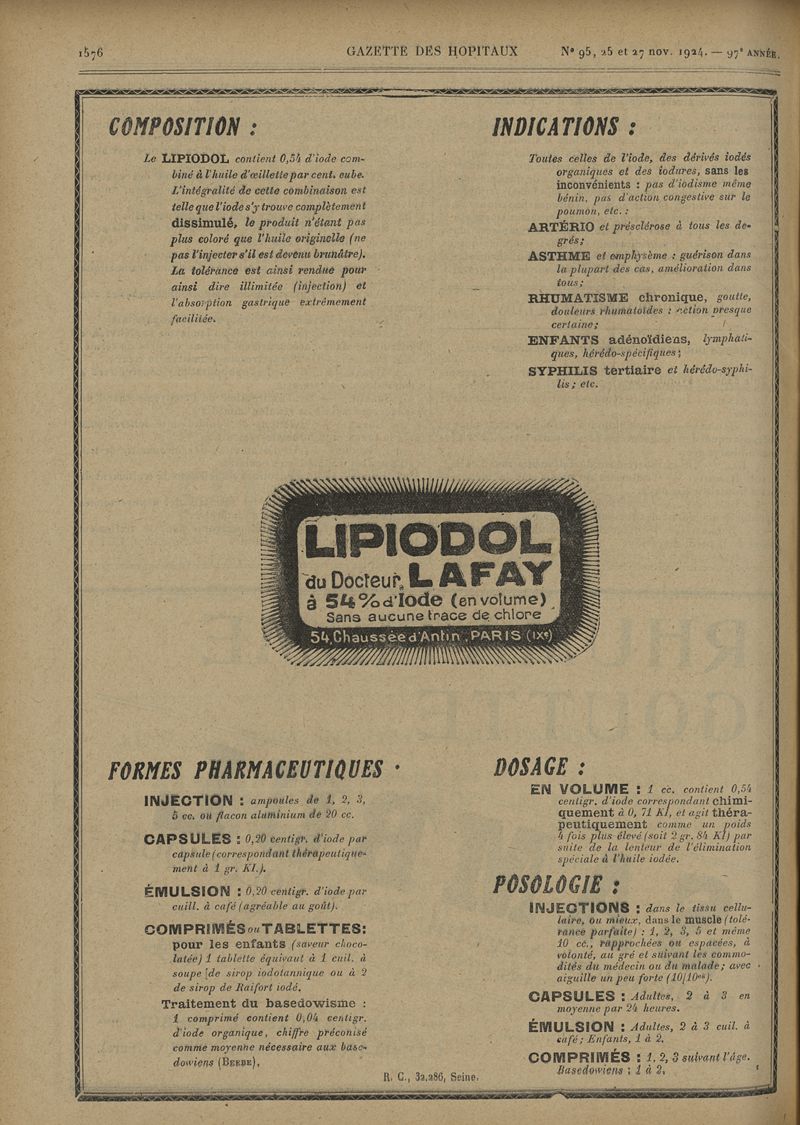 1576 GAZETTE DES HOPITAUX Nº 95, 25 et 27 nov. 1924. — 97e ANNÉE.
COMPOSITION :
Le LIPIODOL contient 0,54 d'iode com-
biné à l'huile d'œillette par cent. cube.
L'intégralité de cette combinaison est
telle que l'iode s'y trouve complètement
dissimulé, le produit n'étant pas
plus coloré que l'huile originelle (ne
pas l'injecter s'il est devenu brunâtre).
La tolérance est ainsi rendue pour
ainsi dire illimitée (injection) et
l'absorption gastrique extrêmement
facilitée.
INDICATIONS :
Toutes celles de l'iode, des dérivés iodés
organiques et des iodures, sans les
inconvénients : pas d'iodisme même
bénin, pas d'action congestive sur le
poumon, etc. :
ARTÉRIO et présclérose à tous les de-
grés;
ASTHME et emphysème : guérison dans
la plupart des cas, amélioration dans
tous;
RHUMATISME chronique, goutte,
douleurs rhumatoïdes : action presque
certaine;
ENFANTS adénoïdiens, lymphati-
ques, hérédo-spécifiques;
SYPHILIS tertiaire et hérédo-syphi-
lis; etc.
LIPIODOL
du Docteur LAFAY
à 54% d'Iode (en volume)
Sans aucune trace de chlore
54, Chaussée d'Antin, PARIS (IXe)
FORMES PHARMACEUTIQUES :
INJECTION : ampoules de 1, 2, 3,
5 cc. ou flacon aluminium de 20 cc.
CAPSULES : 0,20 centigr. d'iode par
capsule (correspondant thérapeutique-
ment à 1 gr. KI.).
ÉMULSION : 0,20 centigr. d'iode par
cuill. à café (agréable au goût).
COMPRIMÉS ou TABLETTES:
pour les enfants (saveur choco-
latée) 1 tablette équivaut à 1 cuil. à
soupe [de sirop iodotannique ou à 2
de sirop de Raifort iodé.
Traitement du basedowisme :
1 comprimé contient 0,04 centigr.
d'iode organique, chiffre préconisé
comme moyenne nécessaire aux base-
dowiens (BEEBE),
DOSAGE :
EN VOLUME : 1 cc. contient 0,54
centigr. d'iode correspondant chimi-
quement à 0, 71 KI, et agit théra-
peutiquement comme un poids
4 fois plus élevé (soit 2 gr. 84 KI) par
suite de la lenteur de l'élimination
spéciale à l'huile iodée.
POSOLOGIE :
INJECTIONS : dans le tissu cellu-
laire, ou mieux, dans le muscle (tolé-
rance parfaite) : 1, 2, 3, 5 et même
10 cc., rapprochées ou espacées, à
volonté, au gré et suivant les commo-
dités du médecin ou du malade; avec
aiguille un peu forte (10/10es).
CAPSULES : Adultes, 2 à 3 en
moyenne par 24 heures.
ÉMULSION : Adultes, 2 à 3 cuil. à
café; Enfants, 1 à 2.
COMPRIMÉS : 1, 2, 3 suivant l'âge.
Basedowiens ; 1 à 2,
R. C., 32,286, Seine.